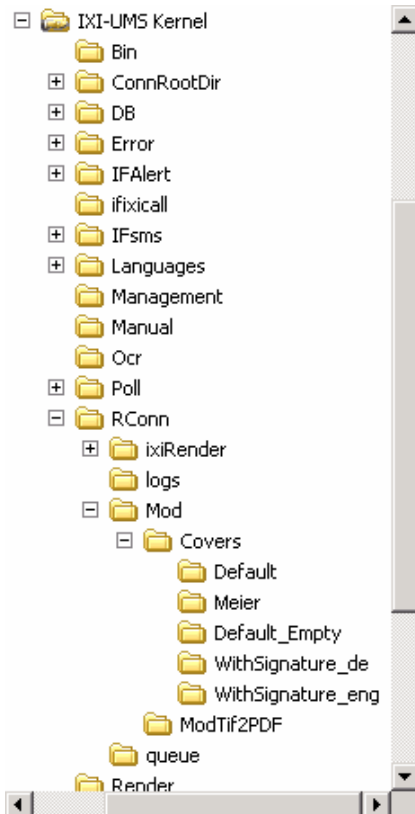 IXI-UMS Kernel
Bin
ConnRootDir
DB
Error
IFAlert
ifixicall
IFsms
Languages
Management
Manual
Ocr
Poll
RConn
ixiRender
logs
Mod
Covers
Default
Meier
Default_Empty
WithSignature_de
WithSignature_eng
ModTif2PDF
queue
Render